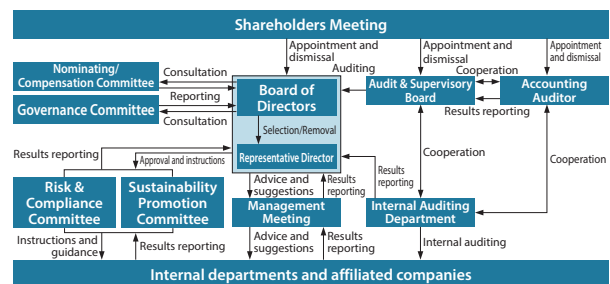 Shareholders Meeting
Appointment and
dismissal
Appointment and
dismissal
Appointment
and dismissal
Nominating/
Compensation Committee
Consultation
Reporting
Governance Committee
Consultation
Board of
Directors
Selection/Removal
Representative Director
Auditing
Audit & Supervisory
Board
Cooperation
Results reporting
Accounting
Auditor
Results reporting
Approval and instructions
Risk &
Compliance
Committee
Sustainability
Promotion
Committee
Advice and
suggestions
Results
reporting
Results
reporting
Cooperation
Cooperation
Management
Meeting
Internal Auditing
Department
Instructions and
guidance
Results reporting
Advice and
suggestions
Results
reporting
Internal auditing
Internal departments and affiliated companies